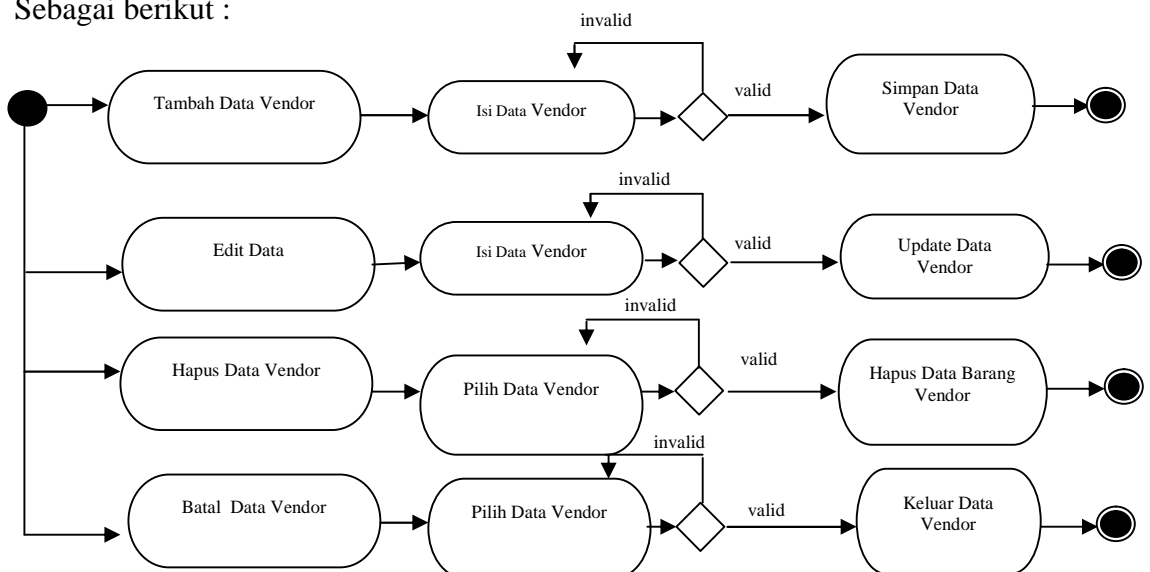 Sebagai berikut :
invalid
Tambah Data Vendor
Isi Data Vendor
valid
Simpan Data
Vendor
invalid
Edit Data
Isi Data Vendor
valid
Update Data
Vendor
invalid
Hapus Data Vendor
Pilih Data Vendor
valid
Hapus Data Barang
Vendor
invalid
Batal Data Vendor
Pilih Data Vendor
valid
Keluar Data
Vendor